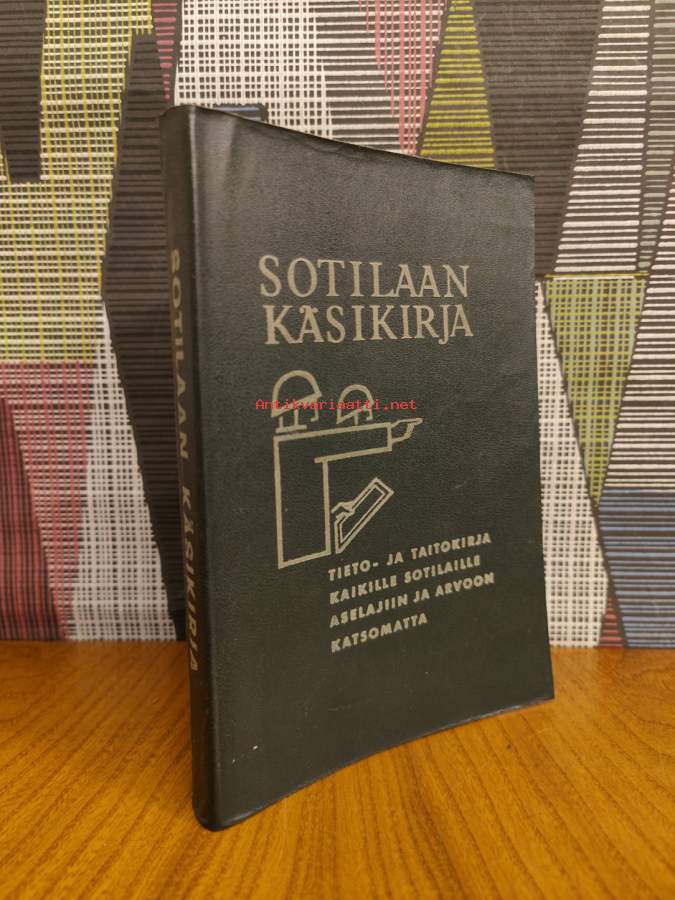 SOTILAAN KÄSIKIRJA
SOTILAAN
KÄSIKIRJA
Antikvariaatti.net
TIETO- JA TAITOKIRJA
KAIKILLE SOTILAILLE
ASELAJIIN JA ARVOON
KATSOMATTA